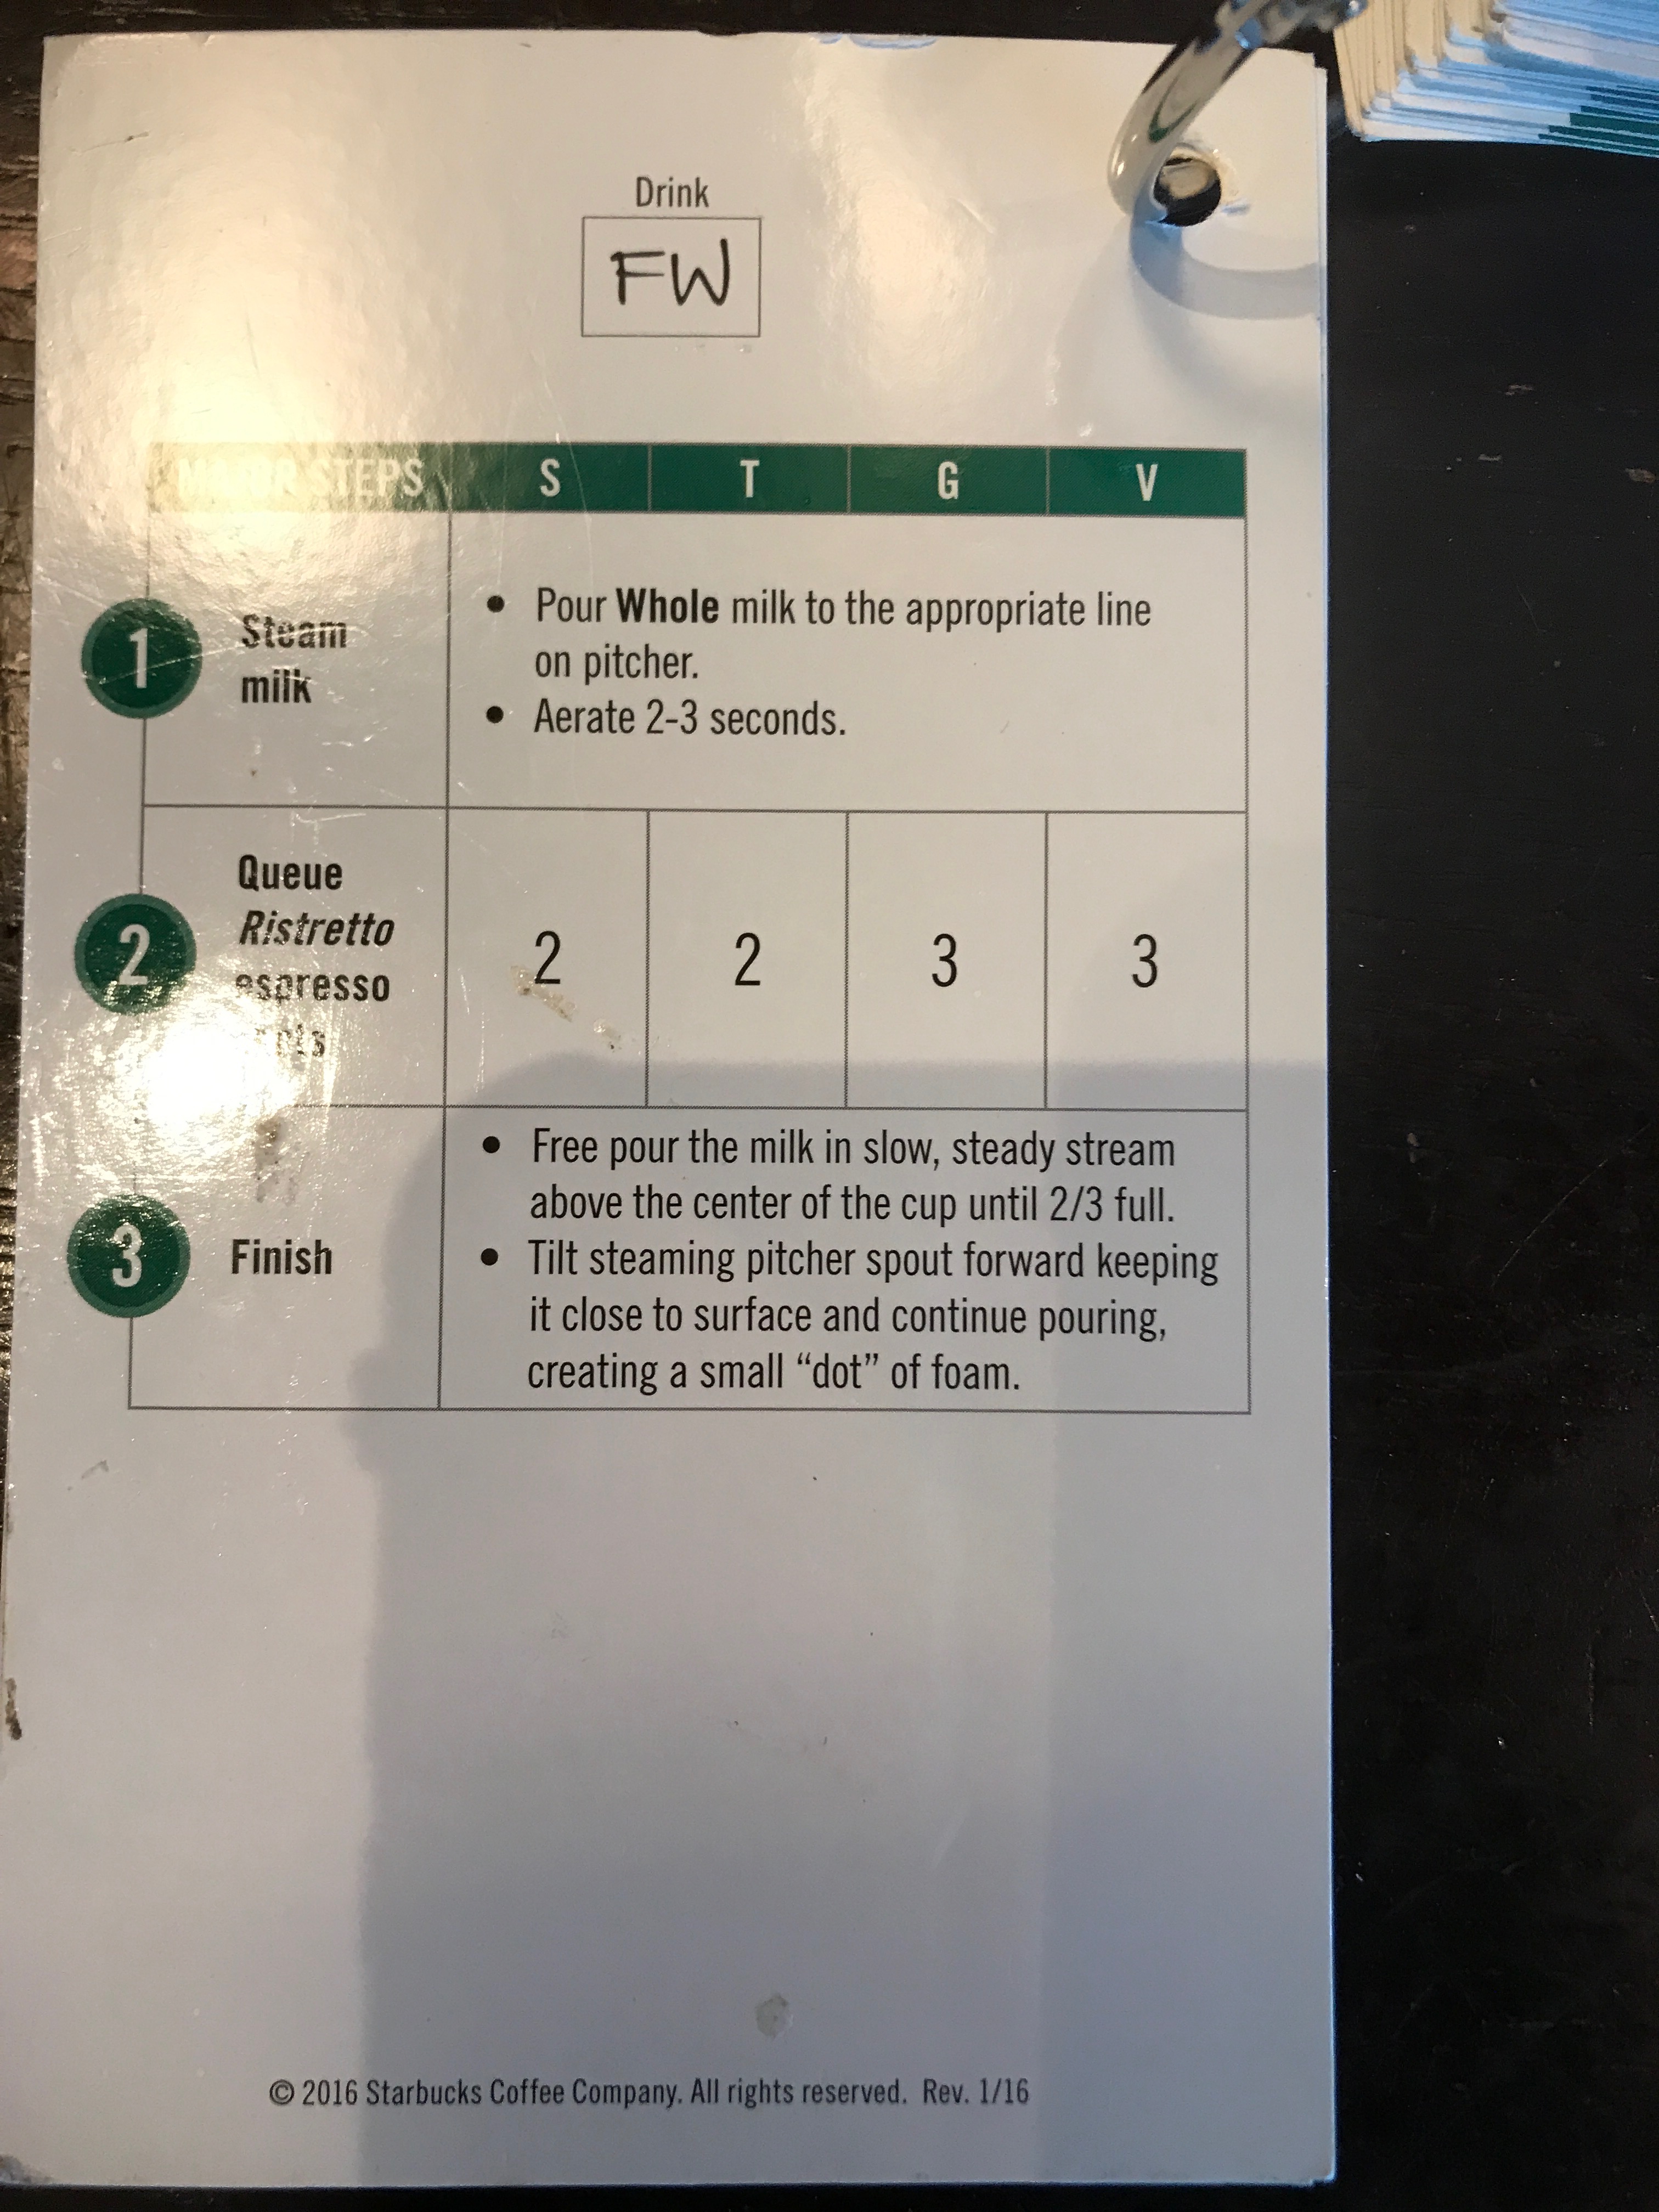 Drink
FW
MAJOR STEPS S T G V
1
Steam
milk
• Pour Whole milk to the appropriate line
on pitcher.
• Aerate 2-3 seconds.
2
Queue
Ristretto
espresso
2 2 3 3
3
Finish
• Free pour the milk in slow, steady stream
above the center of the cup until 2/3 full.
• Tilt steaming pitcher spout forward keeping
it close to surface and continue pouring,
creating a small “dot” of foam.
© 2016 Starbucks Coffee Company. All rights reserved. Rev. 1/16